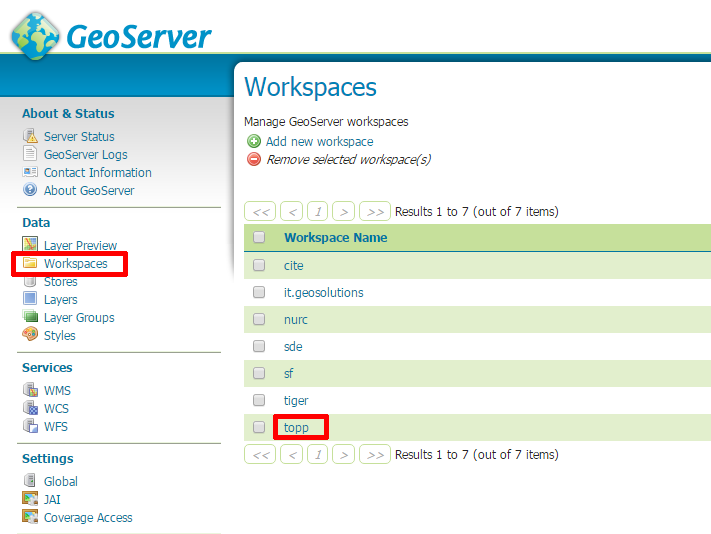 GeoServer
About & Status
Server Status
GeoServer Logs
Contact Information
About GeoServer
Data
Layer Preview
Workspaces
Stores
Layers
Layer Groups
Styles
Services
WMS
WCS
WFS
Settings
Global
JAI
Coverage Access
Workspaces
Manage GeoServer workspaces
Add new workspace
Remove selected workspace(s)
<< < 1 > >> Results 1 to 7 (out of 7 items)
Workspace Name
cite
it.geosolutions
nurc
sde
sf
tiger
topp
<< < 1 > >> Results 1 to 7 (out of 7 items)